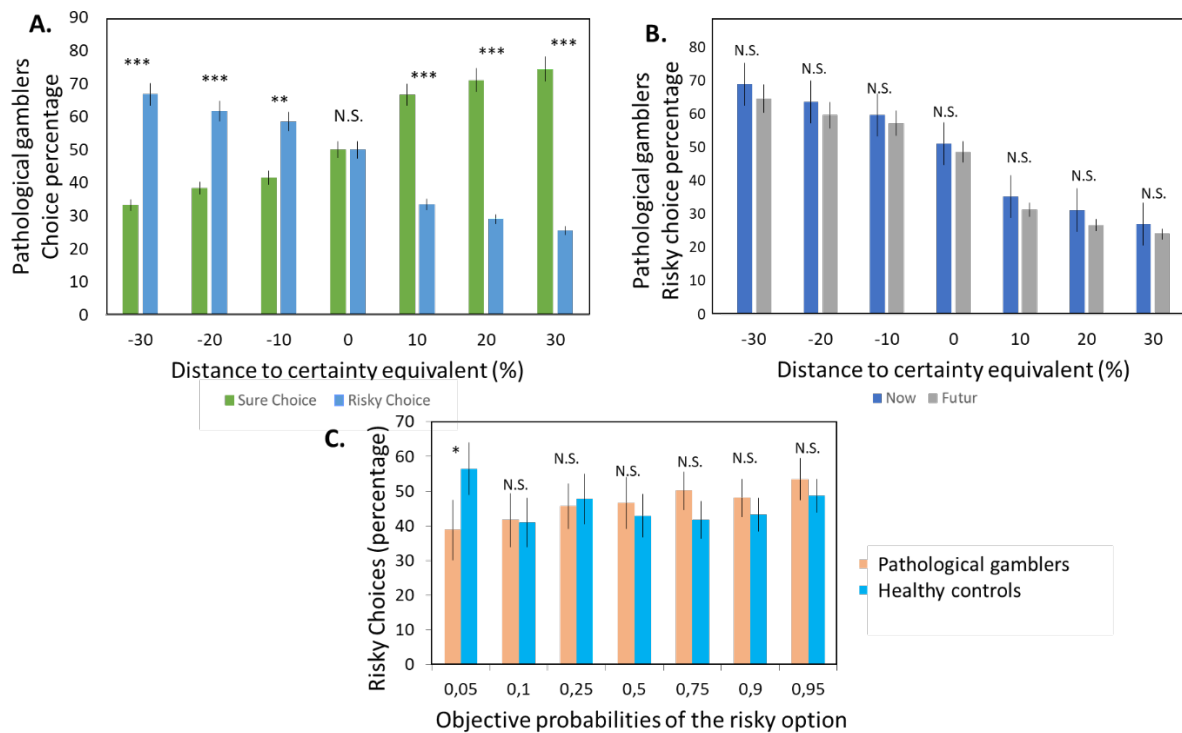 A.
Pathological gamblers
Choice percentage
90
80
70
60
50
40
30
20
10
0
***
***
**
N.S.
***
***
***
-30 -20 -10 0 10 20 30
Distance to certainty equivalent (%)
Sure Choice Risky Choice
B.
Pathological gamblers
Risky choice percentage
80
70
60
50
40
30
20
10
0
N.S.
N.S.
N.S.
N.S.
N.S.
N.S.
N.S.
-30 -20 -10 0 10 20 30
Distance to certainty equivalent (%)
Now Futur
C.
Risky Choices (percentage)
70
60
50
40
30
20
10
0
*
N.S.
N.S.
N.S.
N.S.
N.S.
N.S.
0,05 0,1 0,25 0,5 0,75 0,9 0,95
Objective probabilities of the risky option
Pathological gamblers
Healthy controls